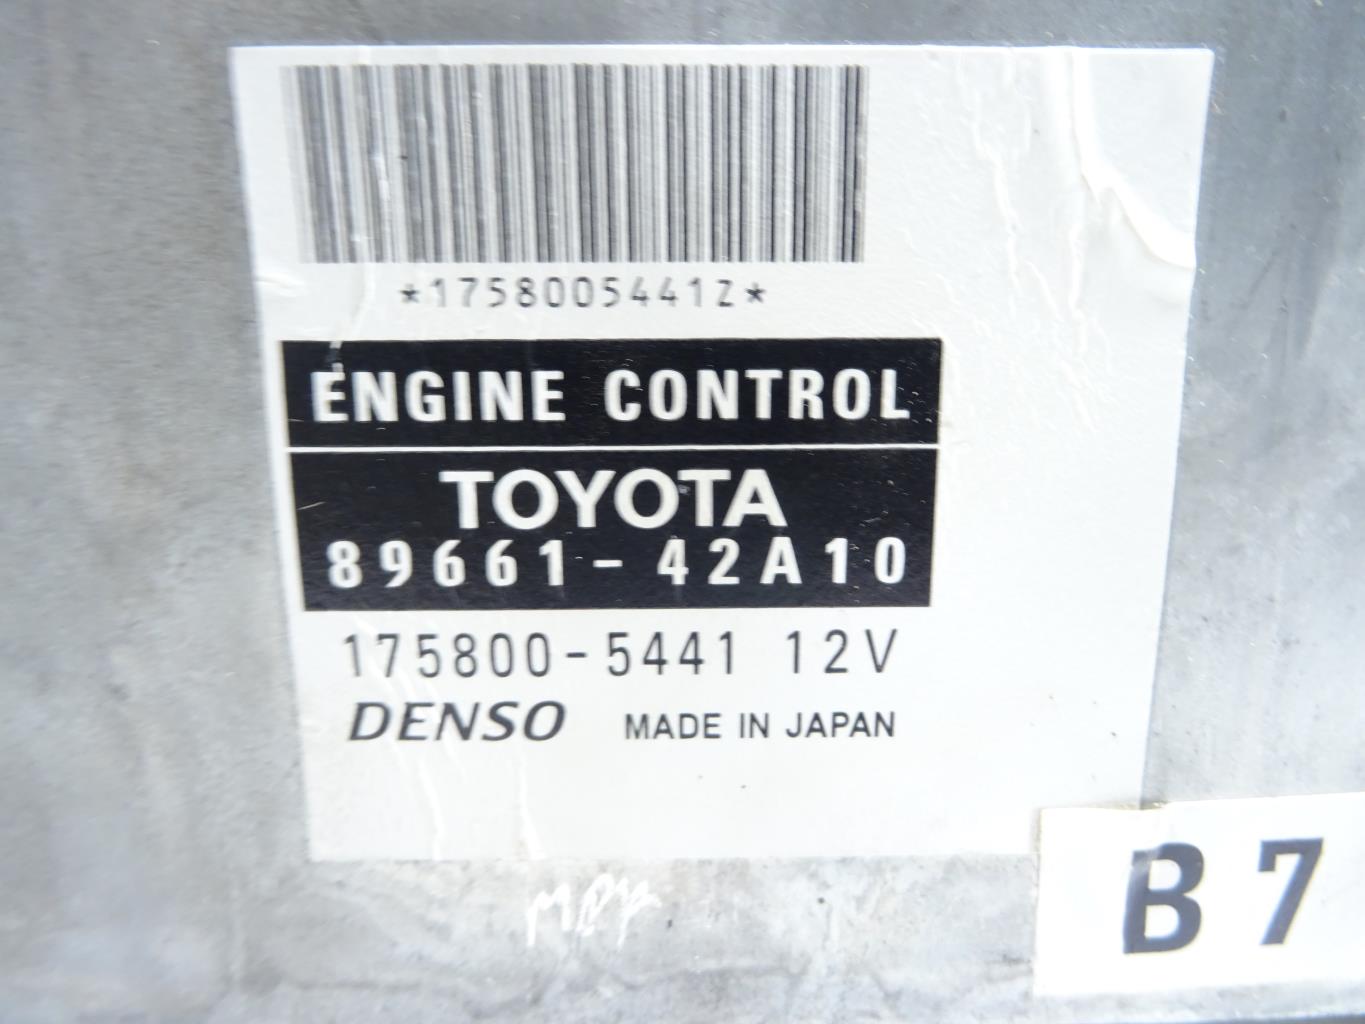 *1758005441Z*
ENGINE CONTROL
TOYOTA
89661-42A10
175800-5441 12V
DENSO MADE IN JAPAN
B7